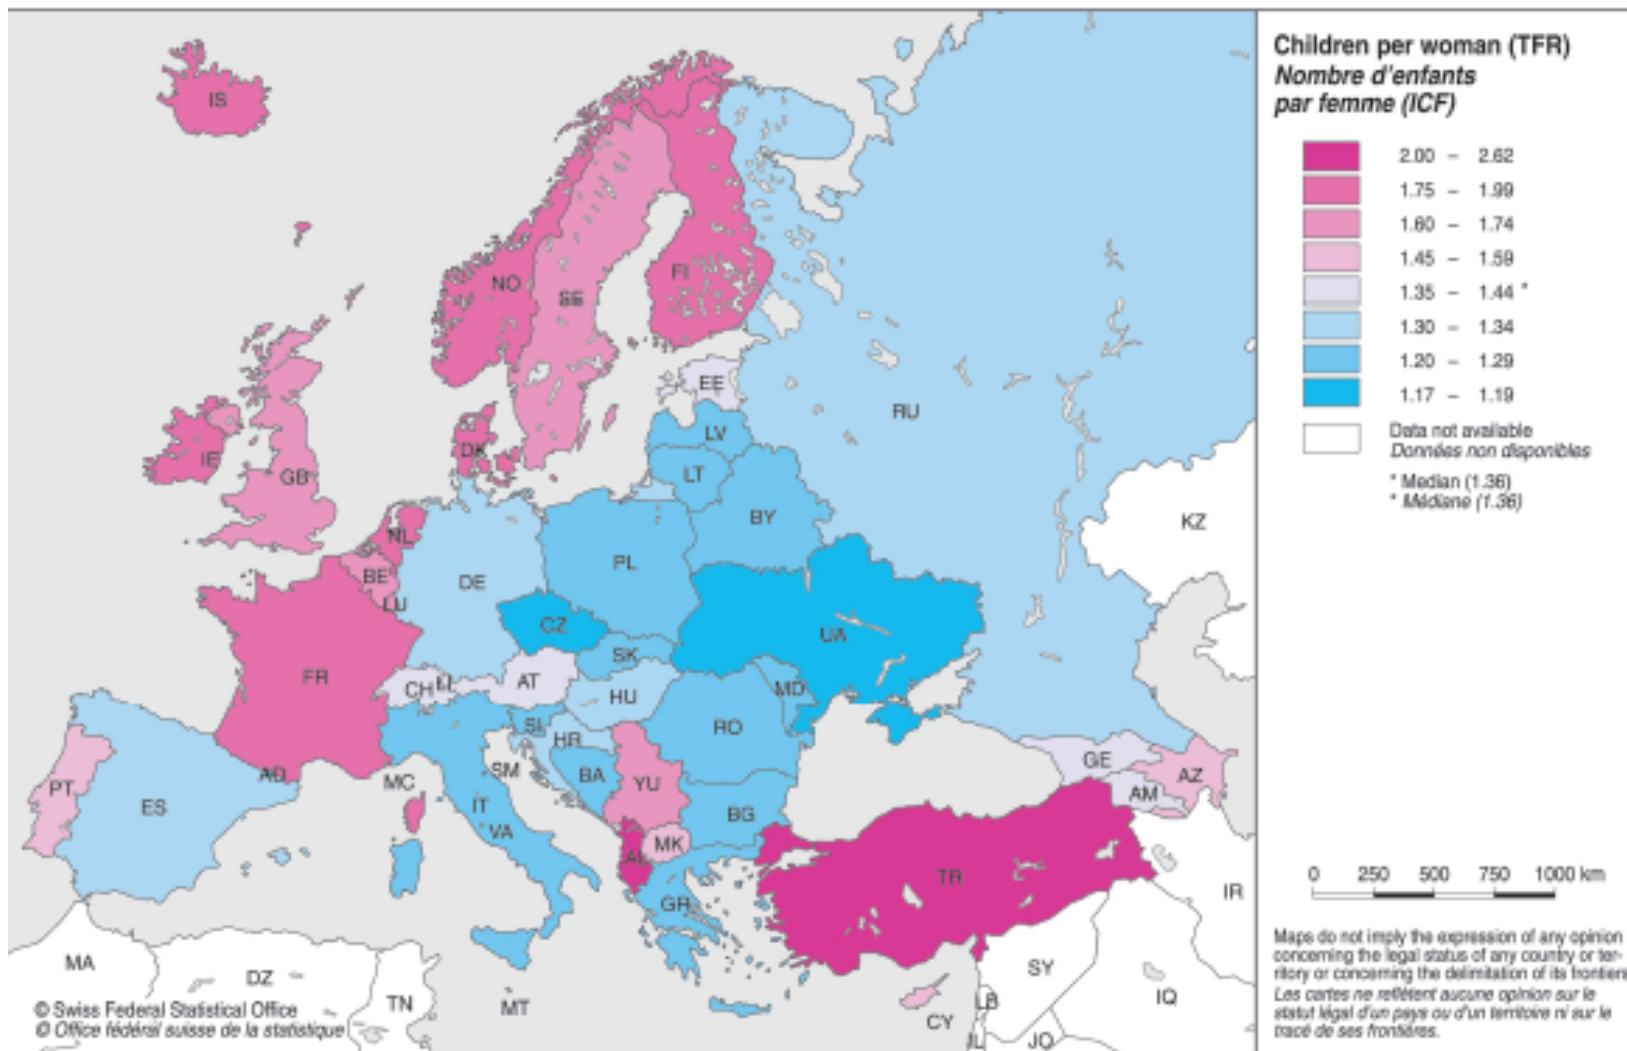 Children per woman (TFR)
Nombre d'enfants
par femme (ICF)
2.00 – 2.62
1.75 – 1.99
1.60 – 1.74
1.45 – 1.59
1.35 – 1.44 *
1.30 – 1.34
1.20 – 1.29
1.17 – 1.19
Data not available
Données non disponibles
* Median (1.36)
* Médiane (1.36)
IS
NO
SE
FI
EE
RU
LV
LT
DK
IE
GB
BY
KZ
NL
PL
BE
DE
LU
CZ
UA
SK
FR
CH
LI
AT
HU
MD
SI
RO
HR
GE
AD
MC
SM
BA
YU
AZ
PT
ES
IT
BG
AM
VA
AL
MK
TR
GR
IR
MA
DZ
TN
MT
SY
IQ
LB
CY
IL
JO
0 250 500 750 1000 km
Maps do not imply the expression of any opinion
concerning the legal status of any country or ter-
ritory or concerning the delimitation of its frontiers
Les cartes ne reflètent aucune opinion sur le
statut légal d'un pays ou d'un territoire ni sur le
tracé de ses frontières.
© Swiss Federal Statistical Office
© Office fédéral suisse de la statistique